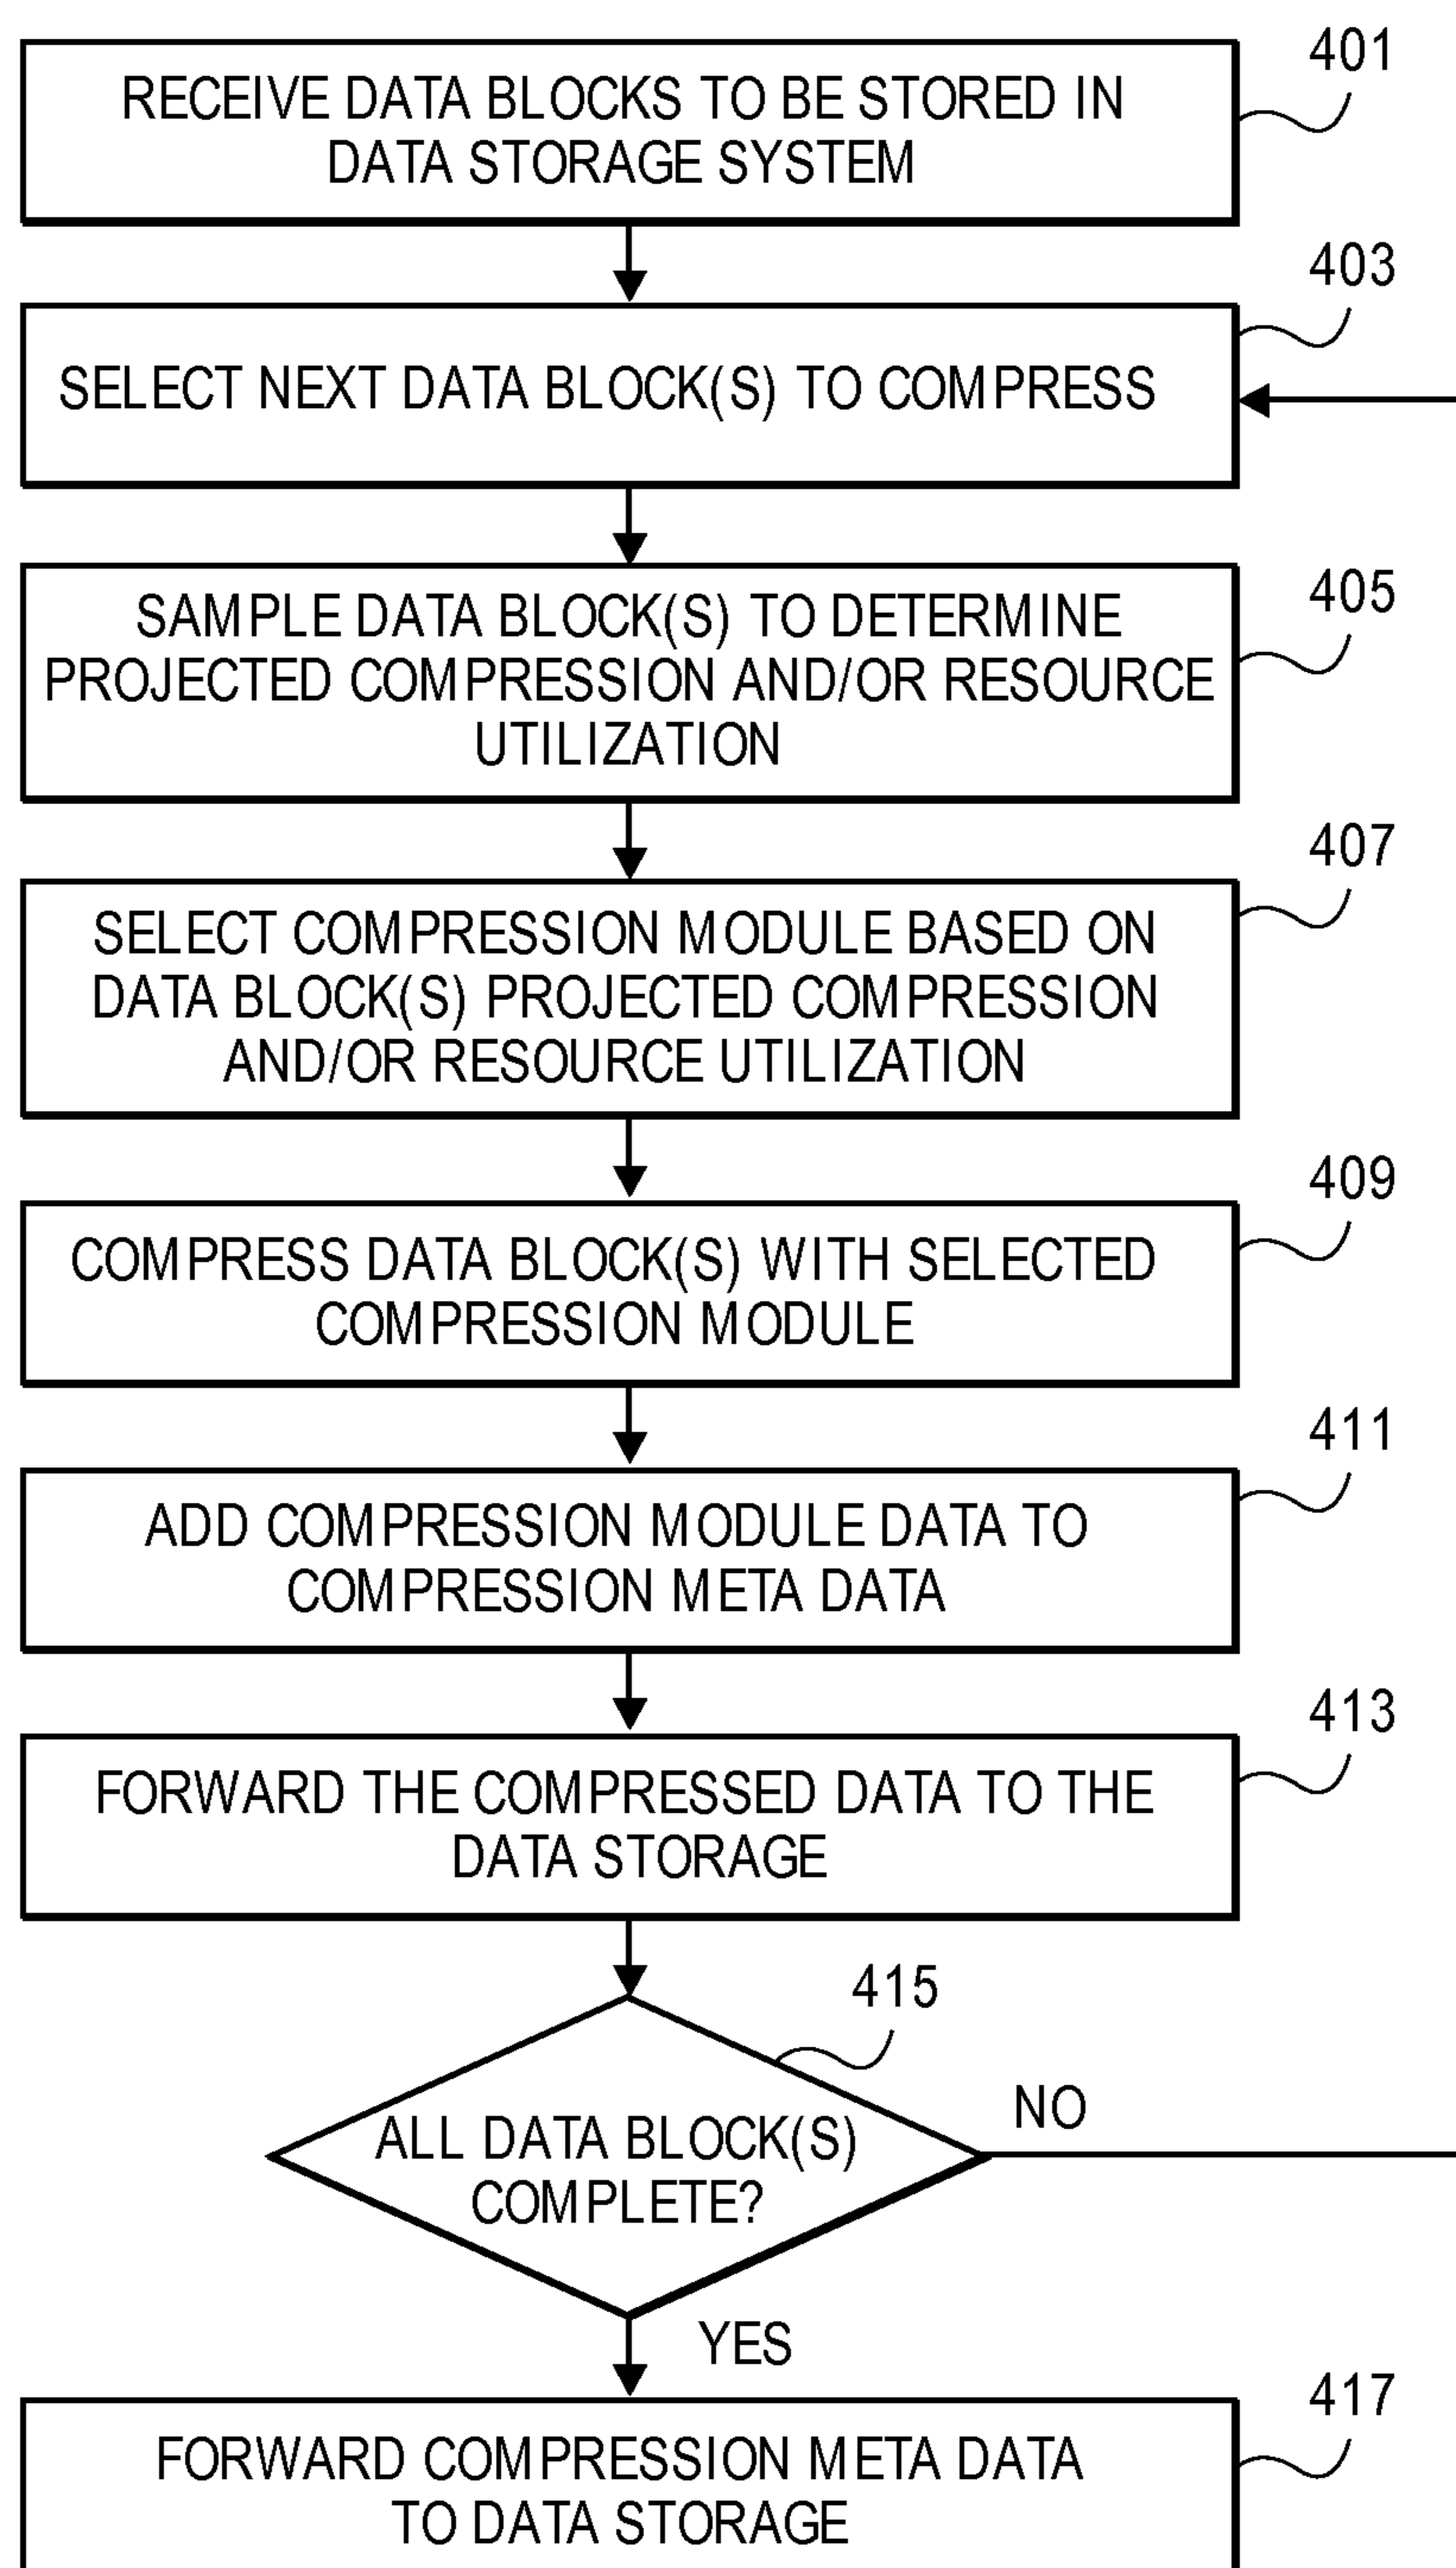 401
RECEIVE DATA BLOCKS TO BE STORED IN
DATA STORAGE SYSTEM
403
SELECT NEXT DATA BLOCK(S) TO COMPRESS
405
SAMPLE DATA BLOCK(S) TO DETERMINE
PROJECTED COMPRESSION AND/OR RESOURCE
UTILIZATION
407
SELECT COMPRESSION MODULE BASED ON
DATA BLOCK(S) PROJECTED COMPRESSION
AND/OR RESOURCE UTILIZATION
409
COMPRESS DATA BLOCK(S) WITH SELECTED
COMPRESSION MODULE
411
ADD COMPRESSION MODULE DATA TO
COMPRESSION META DATA
413
FORWARD THE COMPRESSED DATA TO THE
DATA STORAGE
415
ALL DATA BLOCK(S)
COMPLETE?
NO
YES
417
FORWARD COMPRESSION META DATA
TO DATA STORAGE